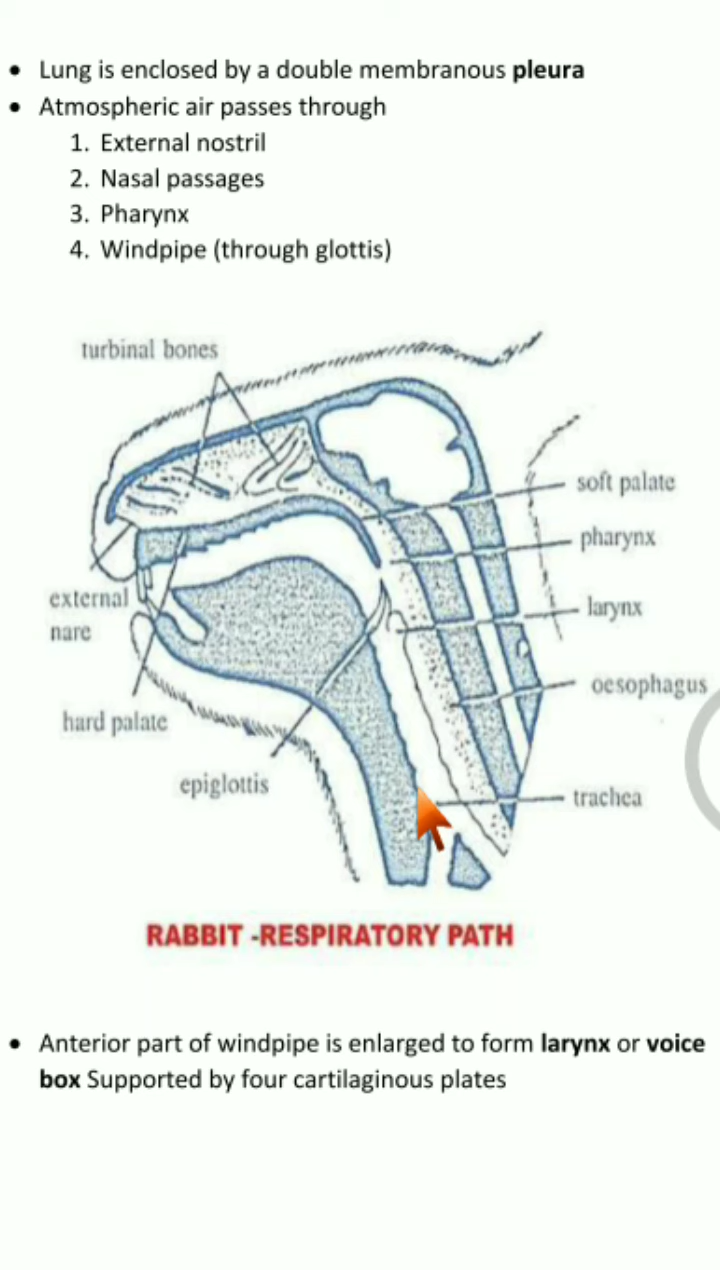 • Lung is enclosed by a double membranous pleura
• Atmospheric air passes through
1. External nostril
2. Nasal passages
3. Pharynx
4. Windpipe (through glottis)
turbinal bones
soft palate
pharynx
external
nare
larynx
oesophagus
hard palate
epiglottis
trachea
RABBIT -RESPIRATORY PATH
• Anterior part of windpipe is enlarged to form larynx or voice
box Supported by four cartilaginous plates